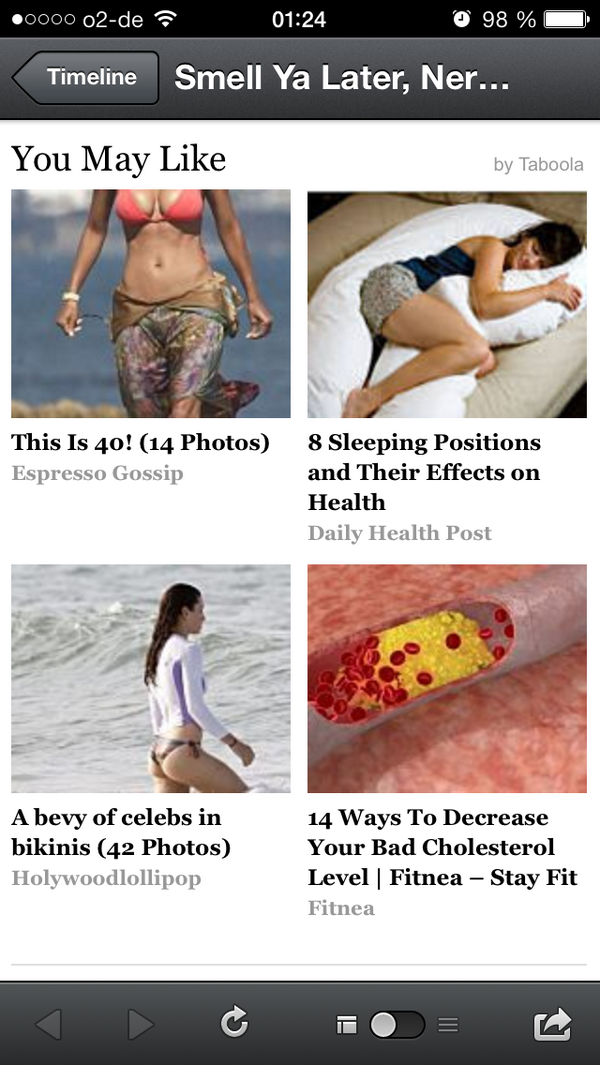 o2-de 01:24 98 %
Timeline Smell Ya Later, Ner...
You May Like
by Taboola
This Is 40! (14 Photos)
Espresso Gossip
8 Sleeping Positions
and Their Effects on
Health
Daily Health Post
A bevy of celebs in
bikinis (42 Photos)
Holywoodlollipop
14 Ways To Decrease
Your Bad Cholesterol
Level | Fitnea – Stay Fit
Fitnea